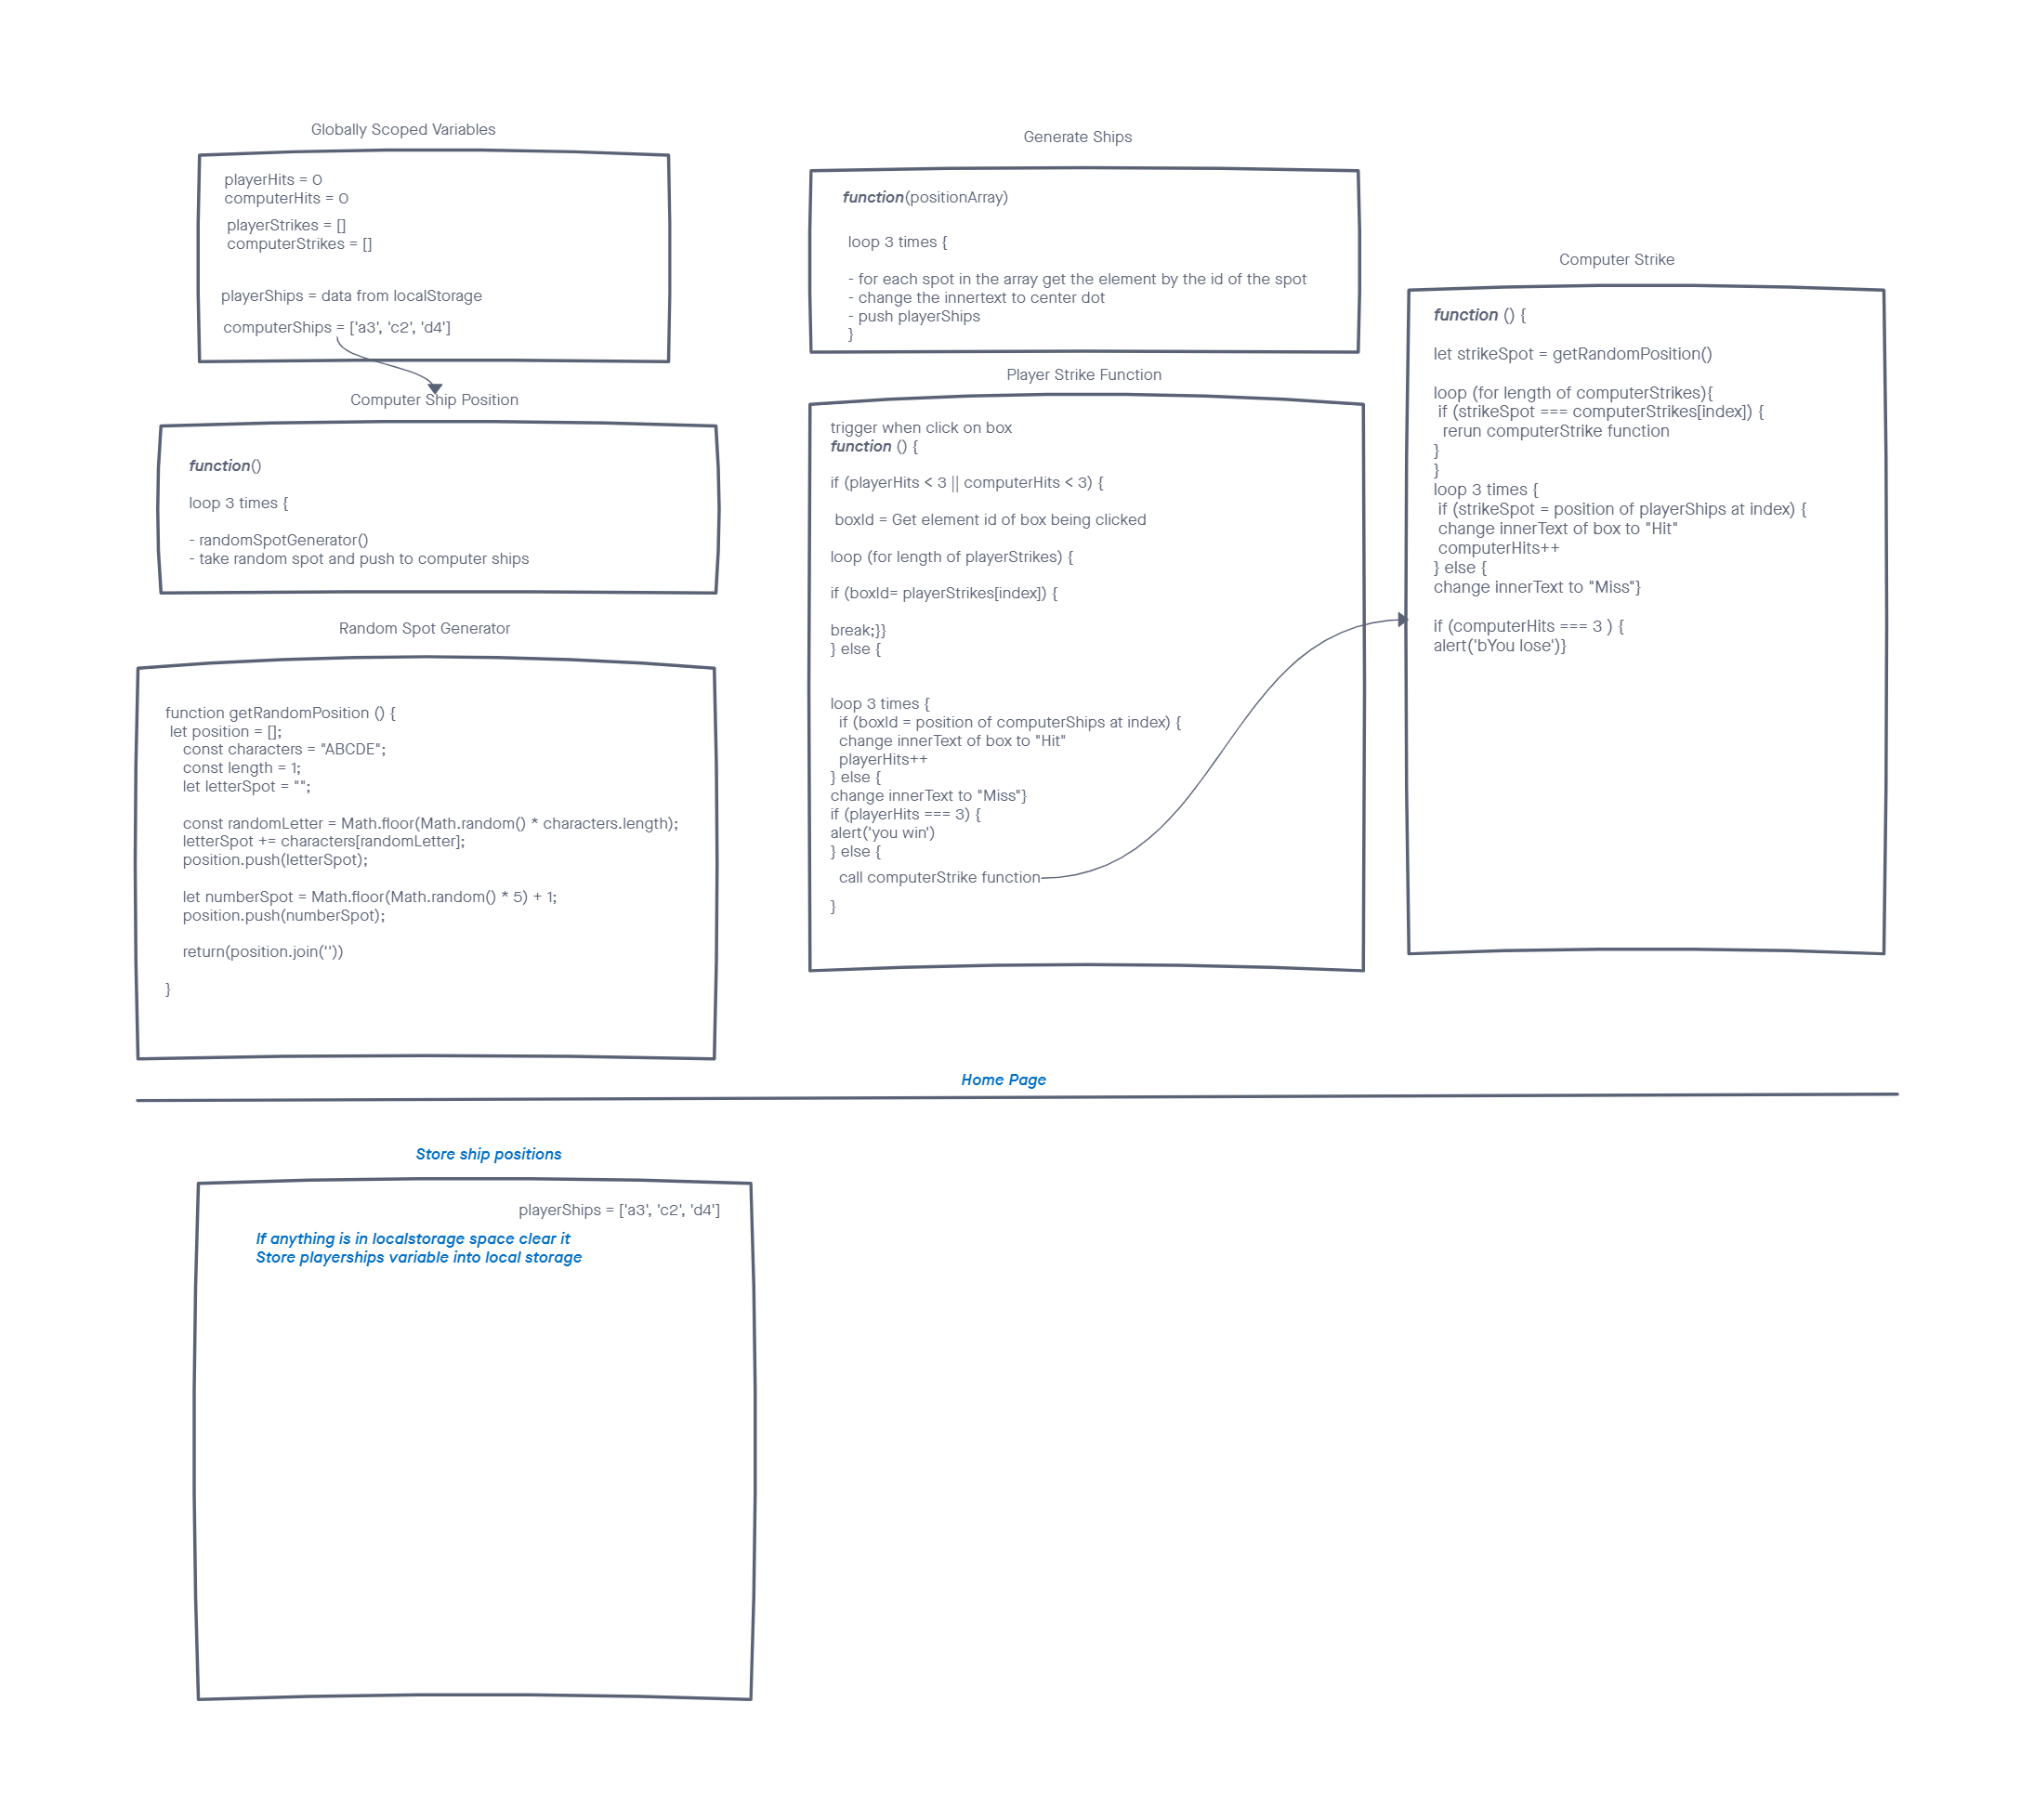 Globally Scoped Variables
playerHits = 0
computerHits = 0
playerStrikes = []
computerStrikes = []
playerShips = data from localStorage
computerShips = ['a3', 'c2', 'd4']
Computer Ship Position
function()
loop 3 times {
- randomSpotGenerator()
- take random spot and push to computer ships
Random Spot Generator
function getRandomPosition () {
let position = [];
const characters = "ABCDE";
const length = 1;
let letterSpot = "";
const randomLetter = Math.floor(Math.random() * characters.length);
letterSpot += characters[randomLetter];
position.push(letterSpot);
let numberSpot = Math.floor(Math.random() * 5) + 1;
position.push(numberSpot);
return(position.join(''))
}
Generate Ships
function(positionArray)
loop 3 times {
- for each spot in the array get the element by the id of the spot
- change the innertext to center dot
- push playerShips
}
Player Strike Function
trigger when click on box
function () {
if (playerHits < 3 || computerHits < 3) {
boxId = Get element id of box being clicked
loop (for length of playerStrikes) {
if (boxId= playerStrikes[index]) {
break;}}
} else {
loop 3 times {
if (boxId = position of computerShips at index) {
change innerText of box to "Hit"
playerHits++
} else {
change innerText to "Miss"}
if (playerHits === 3) {
alert('you win')
} else {
call computerStrike function
}
Computer Strike
function () {
let strikeSpot = getRandomPosition()
loop (for length of computerStrikes){
if (strikeSpot === computerStrikes[index]) {
rerun computerStrike function
}
}
loop 3 times {
if (strikeSpot = position of playerShips at index) {
change innerText of box to "Hit"
computerHits++
} else {
change innerText to "Miss"}
if (computerHits === 3 ) {
alert('bYou lose')}
Home Page
Store ship positions
playerShips = ['a3', 'c2', 'd4']
If anything is in localstorage space clear it
Store playerships variable into local storage